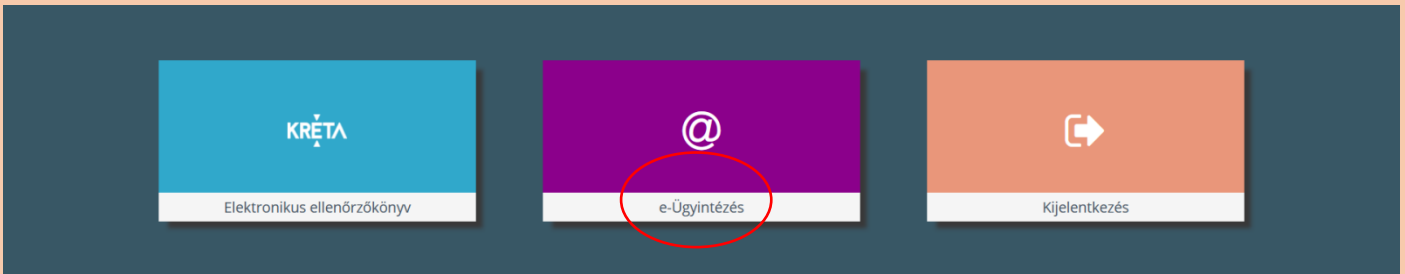 KRÉTA
@
Elektronikus ellenőrzőkönyv
e-Ügyintézés
Kijelentkezés